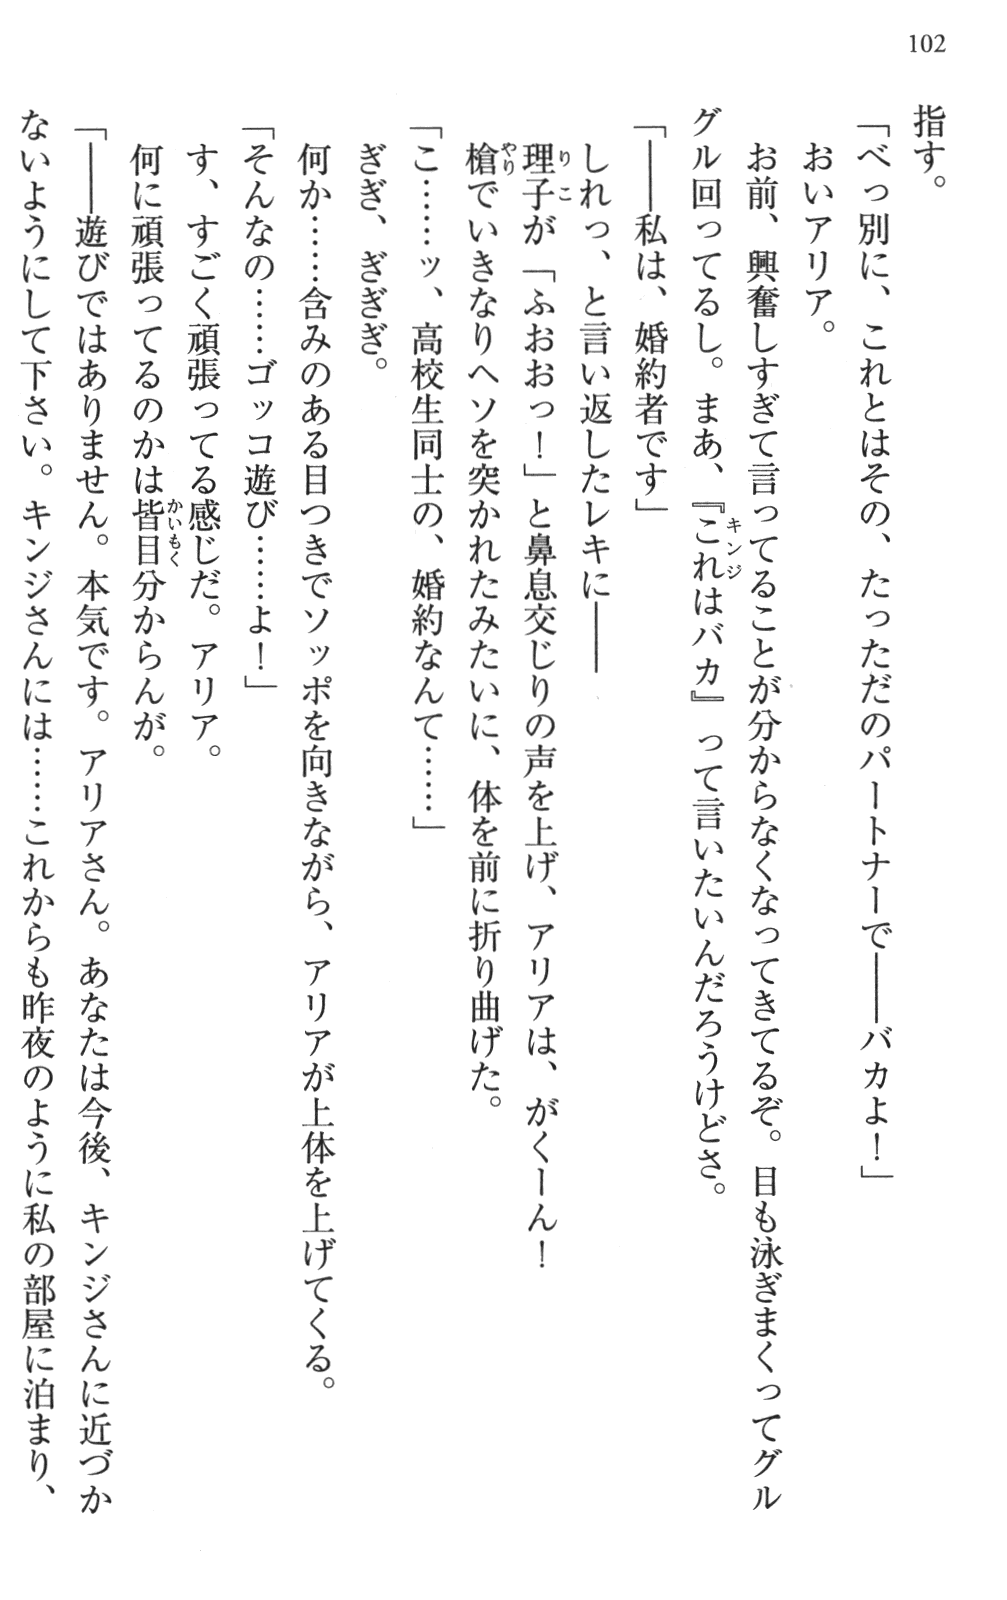 102
指す。
「べっ別に、これとはその、たっただのパートナーで――バカよ！」
おいアリア。
お前、興奮しすぎて言ってることが分からなくなってきてるぞ。目も泳ぎまくってグル
グル回ってるし。まあ、『これはバカ』って言いたいんだろうけどさ。
キンジ
「――私は、婚約者です」
しれっ、と言い返したレキに――
理子が「ふおおっ！」と鼻息交じりの声を上げ、アリアは、がくーん！
りこ
槍でいきなりヘソを突かれたみたいに、体を前に折り曲げた。
やり
「こ……ッ、高校生同士の、婚約なんて……」
ぎぎ、ぎぎぎ。
何か……含みのある目つきでソッポを向きながら、アリアが上体を上げてくる。
「そんなの……ゴッコ遊び……よ！」
す、すごく頑張ってる感じだ。アリア。
何に頑張ってるのかは皆目分からんが。
かいもく
「――遊びではありません。本気です。アリアさん。あなたは今後、キンジさんに近づか
ないようにして下さい。キンジさんには……これからも昨夜のように私の部屋に泊まり、